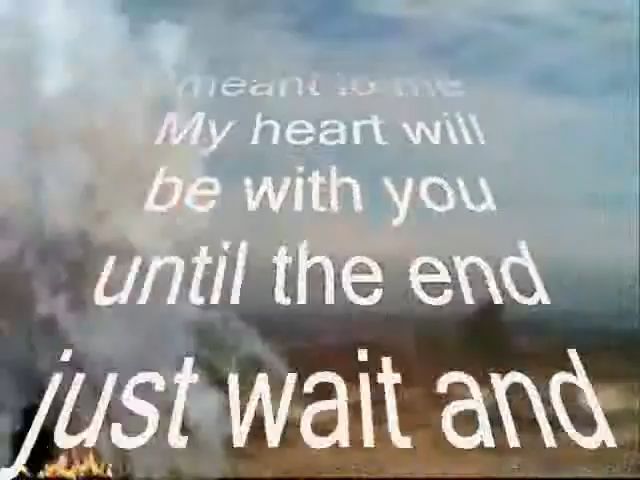 meant to me
My heart will
be with you
until the end
just wait and